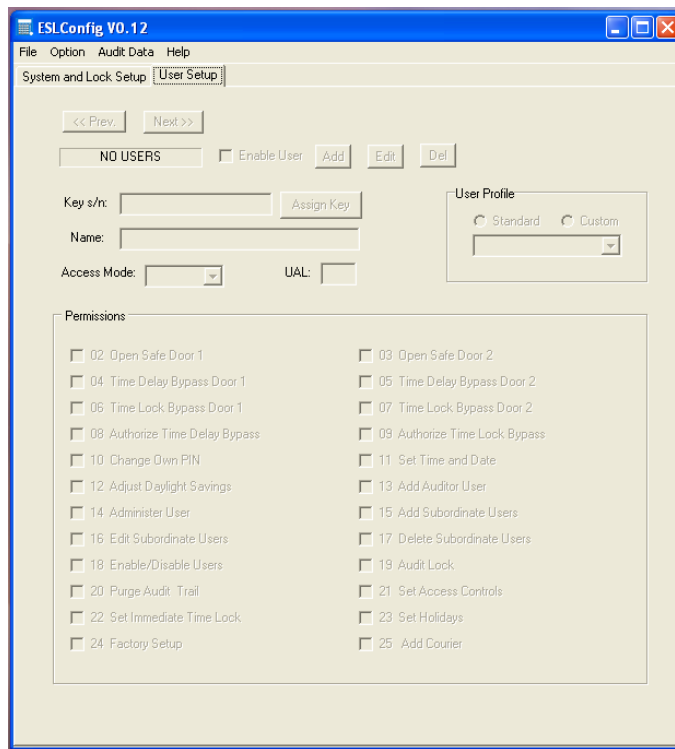 ESLConfig V0.12
File Option Audit Data Help
System and Lock Setup User Setup
<< Prev. Next >>
NO USERS Enable User Add Edit Del
Key s/n: Assign Key
User Profile
Standard Custom
Name:
Access Mode: UAL:
Permissions
02 Open Safe Door 1 03 Open Safe Door 2
04 Time Delay Bypass Door 1 05 Time Delay Bypass Door 2
06 Time Lock Bypass Door 1 07 Time Lock Bypass Door 2
08 Authorize Time Delay Bypass 09 Authorize Time Lock Bypass
10 Change Own PIN 11 Set Time and Date
12 Adjust Daylight Savings 13 Add Auditor User
14 Administer User 15 Add Subordinate Users
16 Edit Subordinate Users 17 Delete Subordinate Users
18 Enable/Disable Users 19 Audit Lock
20 Purge Audit Trail 21 Set Access Controls
22 Set Immediate Time Lock 23 Set Holidays
24 Factory Setup 25 Add Courier